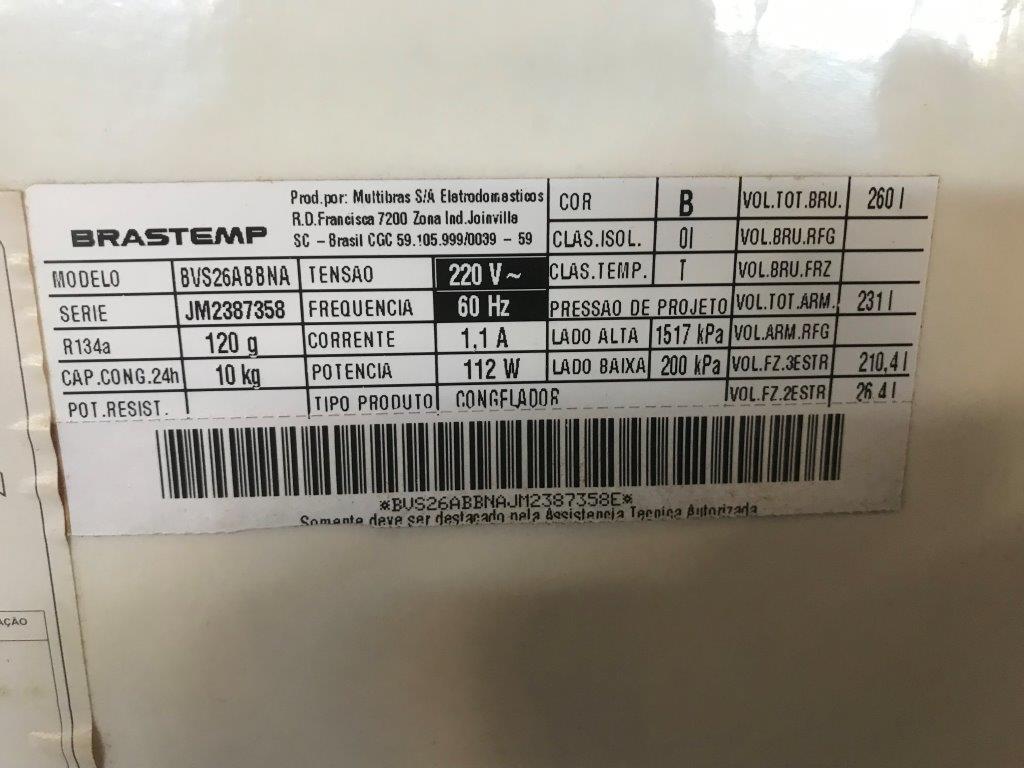 Prod.por: Multibras S/A Eletrodomesticos
R.D.Francisca 7200 Zona Ind.Joinville
SC - Brasil CGC 59.105.999/0039 - 59
BRASTEMP
COR B VOL.TOT.BRU. 260 l
CLAS.ISOL. 01 VOL.BRU.RFG
MODELO BVS26ABBNA TENSAO 220 V~ CLAS.TEMP. T VOL.BRU.FRZ
SERIE JM2387358 FREQUENCIA 60 Hz PRESSAO DE PROJETO VOL.TOT.ARM. 231 l
R134a 120 g CORRENTE 1,1 A LADO ALTA 1517 kPa VOL.ARM.RFG
CAP.CONG.24h 10 kg POTENCIA 112 W LADO BAIXA 200 kPa VOL.FZ.3ESTR 210,4 l
POT.RESIST. TIPO PRODUTO CONGELADOR VOL.FZ.2ESTR 26,4 l
*BVS26ABBNAJM2387358E*
Somente deve ser destacado pela Assistencia Tecnica Autorizada
AÇÃO